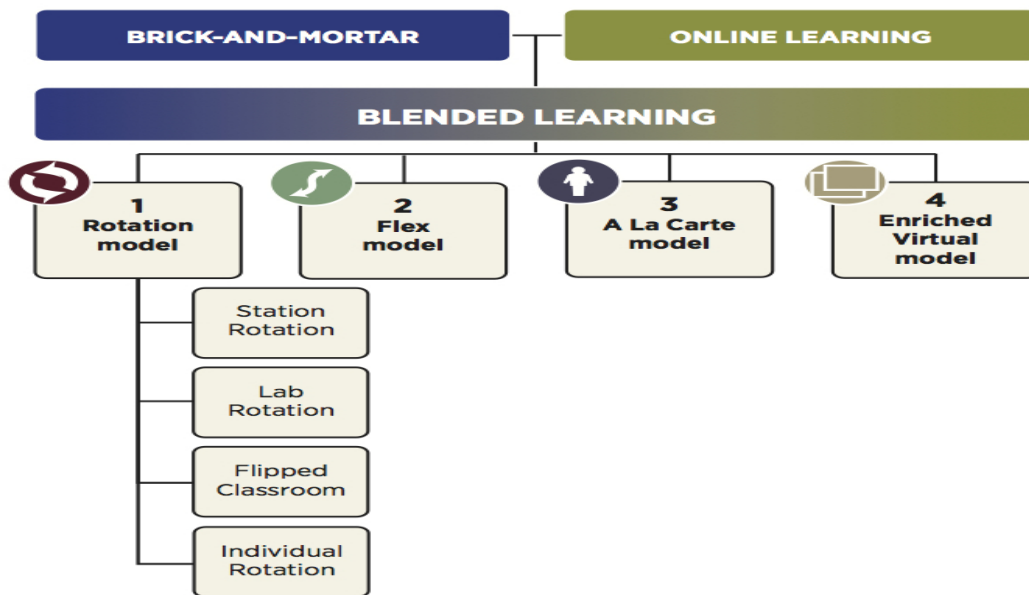 BRICK-AND-MORTAR
ONLINE LEARNING
BLENDED LEARNING
1
Rotation
model
2
Flex
model
3
A La Carte
model
4
Enriched
Virtual
model
Station
Rotation
Lab
Rotation
Flipped
Classroom
Individual
Rotation